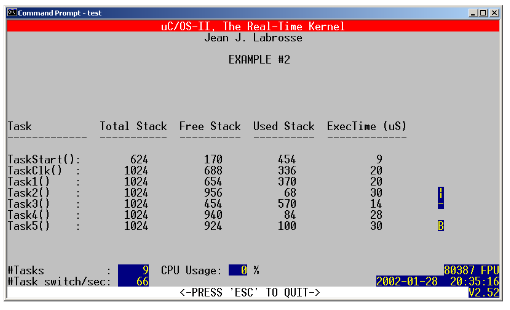 Command Prompt - test
uC/OS-II, The Real-Time Kernel
Jean J. Labrosse
EXAMPLE #2
Task Total Stack Free Stack Used Stack ExecTime (uS)
------------- ----------- ---------- ---------- -------------
TaskStart(): 624 170 454 9
TaskClk() : 1024 688 336 20
Task1() : 1024 654 370 20
Task2() : 1024 956 68 30
Task3() : 1024 454 570 14 -
Task4() : 1024 940 84 28
Task5() : 1024 924 100 30 B
#Tasks : 9 CPU Usage: 0 % 80387 FPU
#Task switch/sec: 66 2002-01-28 20:35:16
<-PRESS 'ESC' TO QUIT-> V2.52